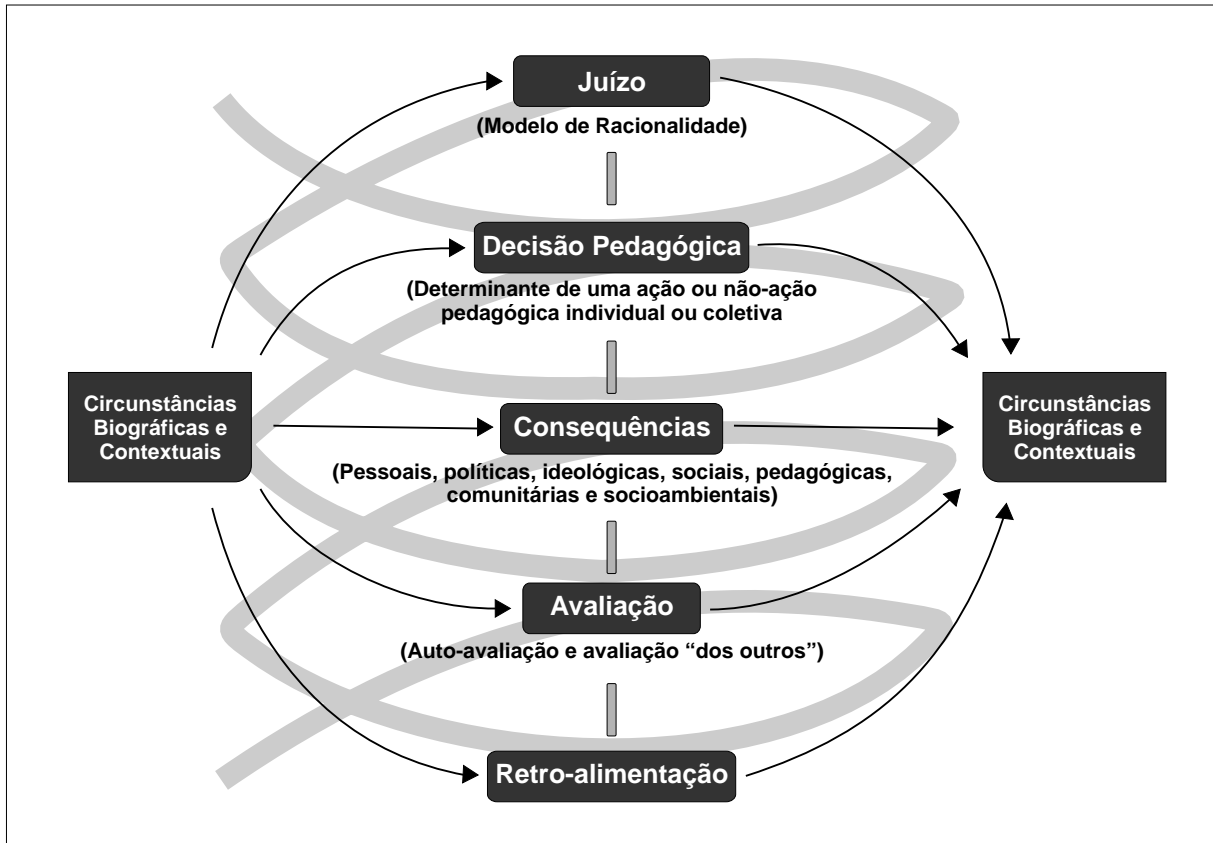 Juízo
(Modelo de Racionalidade)
Decisão Pedagógica
(Determinante de uma ação ou não-ação
pedagógica individual ou coletiva
Circunstâncias
Biográficas e
Contextuais
Consequências
(Pessoais, políticas, ideológicas, sociais, pedagógicas,
comunitárias e socioambientais)
Circunstâncias
Biográficas e
Contextuais
Avaliação
(Auto-avaliação e avaliação “dos outros”)
Retro-alimentação